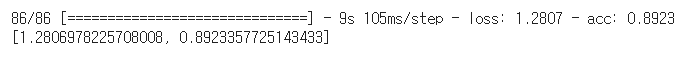 86/86 [==============================] - 9s 105ms/step - loss: 1.2807 - acc: 0.8923
[1.2806978225708008, 0.8923357725143433]